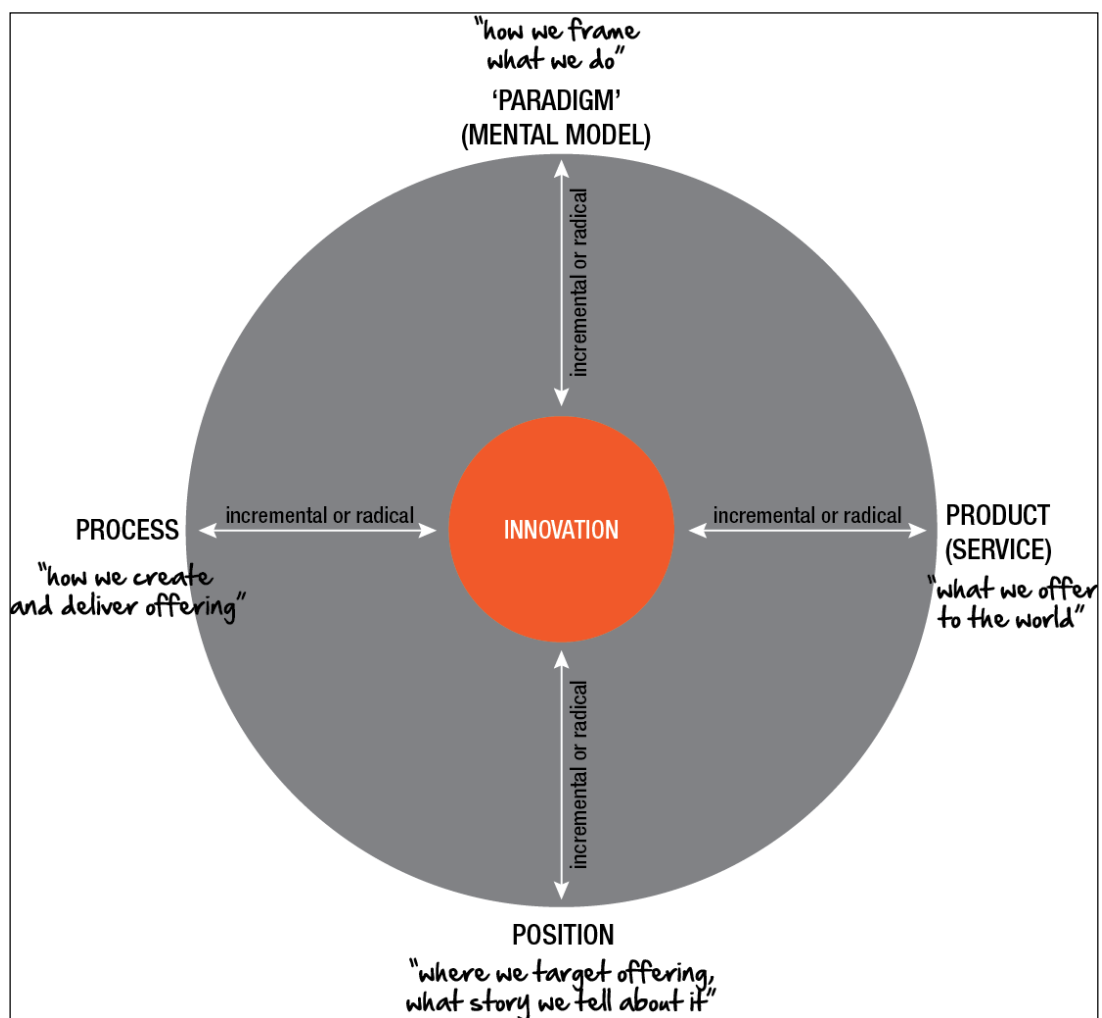 “how we frame
what we do”
‘PARADIGM’
(MENTAL MODEL)
incremental or radical
PROCESS
“how we create
and deliver offering”
incremental or radical
INNOVATION
incremental or radical
PRODUCT
(SERVICE)
“what we offer
to the world”
incremental or radical
POSITION
“where we target offering,
what story we tell about it”